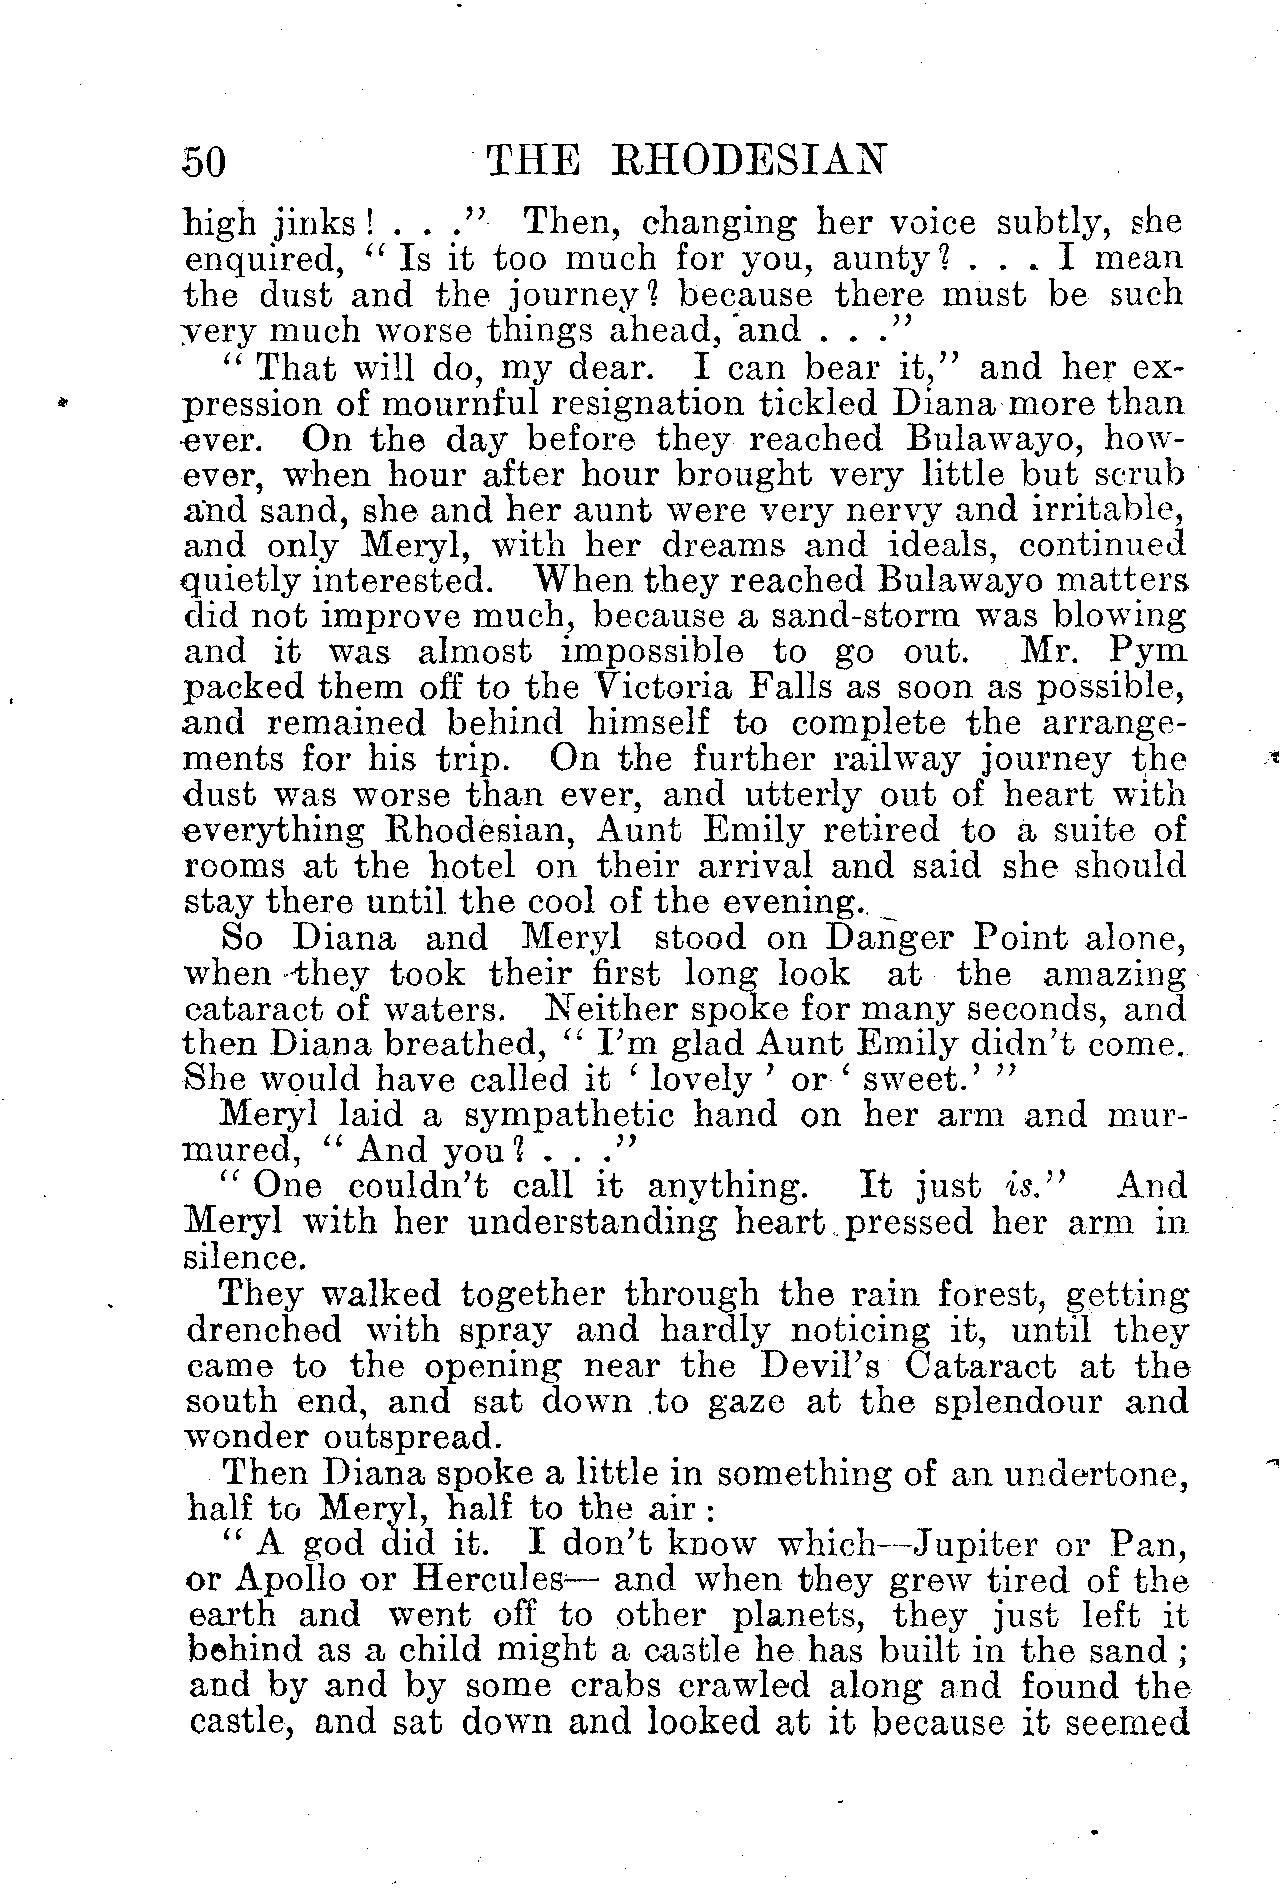 50 THE RHODESIAN
high jinks! . . ." Then, changing her voice subtly, she
enquired, " Is it too much for you, aunty? . . . I mean
the dust and the journey? because there must be such
very much worse things ahead, and . . ."
" That will do, my dear. I can bear it," and her ex-
pression of mournful resignation tickled Diana more than
ever. On the day before they reached Bulawayo, how-
ever, when hour after hour brought very little but scrub
and sand, she and her aunt were very nervy and irritable,
and only Meryl, with her dreams and ideals, continued
quietly interested. When they reached Bulawayo matters
did not improve much, because a sand-storm was blowing
and it was almost impossible to go out. Mr. Pym
packed them off to the Victoria Falls as soon as possible,
and remained behind himself to complete the arrange-
ments for his trip. On the further railway journey the
dust was worse than ever, and utterly out of heart with
everything Rhodesian, Aunt Emily retired to a suite of
rooms at the hotel on their arrival and said she should
stay there until the cool of the evening.
So Diana and Meryl stood on Danger Point alone,
when they took their first long look at the amazing
cataract of waters. Neither spoke for many seconds, and
then Diana breathed, " I'm glad Aunt Emily didn't come.
She would have called it ' lovely ' or ' sweet.' "
Meryl laid a sympathetic hand on her arm and mur-
mured, " And you? . . ."
" One couldn't call it anything. It just is." And
Meryl with her understanding heart pressed her arm in
silence.
They walked together through the rain forest, getting
drenched with spray and hardly noticing it, until they
came to the opening near the Devil's Cataract at the
south end, and sat down to gaze at the splendour and
wonder outspread.
Then Diana spoke a little in something of an undertone,
half to Meryl, half to the air :
" A god did it. I don't know which—Jupiter or Pan,
or Apollo or Hercules— and when they grew tired of the
earth and went off to other planets, they just left it
behind as a child might a castle he has built in the sand ;
and by and by some crabs crawled along and found the
castle, and sat down and looked at it because it seemed